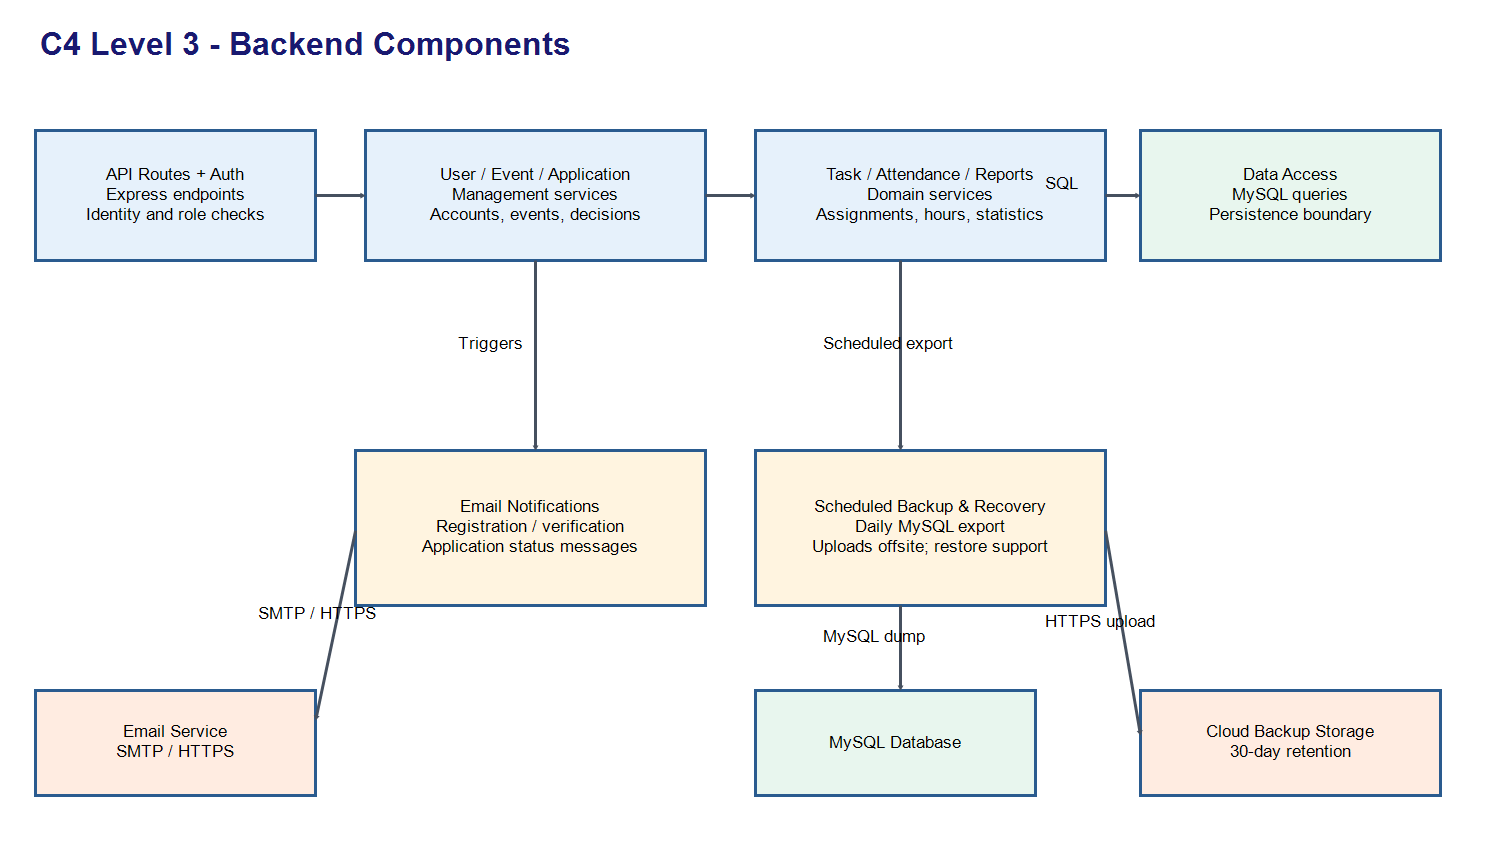 C4 Level 3 - Backend Components
API Routes + Auth
Express endpoints
Identity and role checks
User / Event / Application
Management services
Accounts, events, decisions
Task / Attendance / Reports
Domain services
Assignments, hours, statistics
SQL
Data Access
MySQL queries
Persistence boundary
Triggers
Scheduled export
Email Notifications
Registration / verification
Application status messages
Scheduled Backup & Recovery
Daily MySQL export
Uploads offsite; restore support
SMTP / HTTPS
MySQL dump
HTTPS upload
Email Service
SMTP / HTTPS
MySQL Database
Cloud Backup Storage
30-day retention